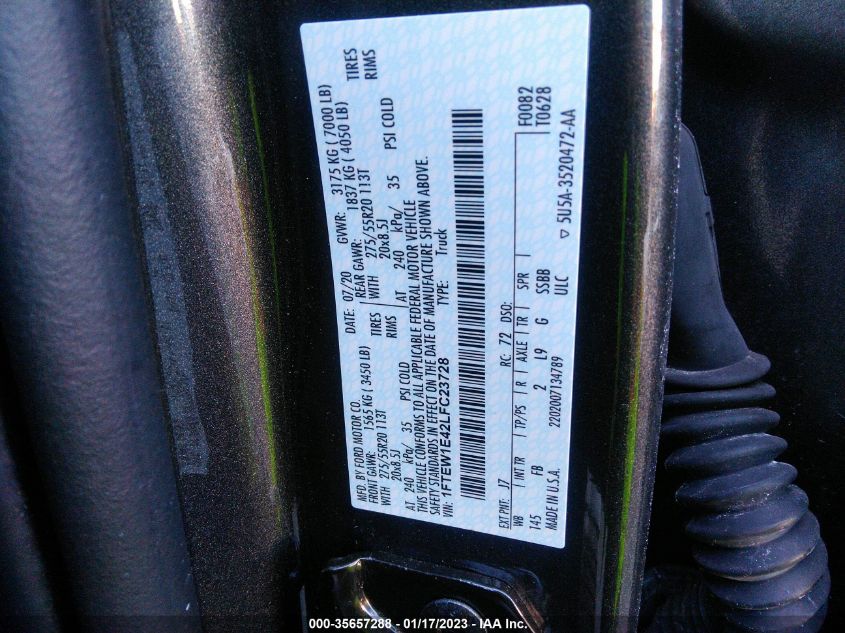 MFD. BY FORD MOTOR CO. DATE: 07/20 GVWR: 3175 KG ( 7000 LB)
FRONT GAWR: 1565 KG (3450 LB) REAR GAWR: 1837 KG ( 4050 LB)
WITH 275/55R20 113T TIRES WITH 275/55R20 113T TIRES
20x8.5J RIMS 20x8.5J RIMS
AT 240 kPa/ 35 PSI COLD AT 240 kPa/ 35 PSI COLD
THIS VEHICLE CONFORMS TO ALL APPLICABLE FEDERAL MOTOR VEHICLE
SAFETY STANDARDS IN EFFECT ON THE DATE OF MANUFACTURE SHOWN ABOVE.
VIN: 1FTEW1E42LFC23728 TYPE: Truck
EXT PNT: J7 RC: 72 DSO: F0082
WB INT TR TP/PS R AXLE TR SPR T0628
145 FB 2 L9 G SSBB
MADE IN U.S.A. 2202007134789 ULC ▽ 5U5A-3520472-AA
000-35657288 - 01/17/2023 - Copyright © IAA, Inc.